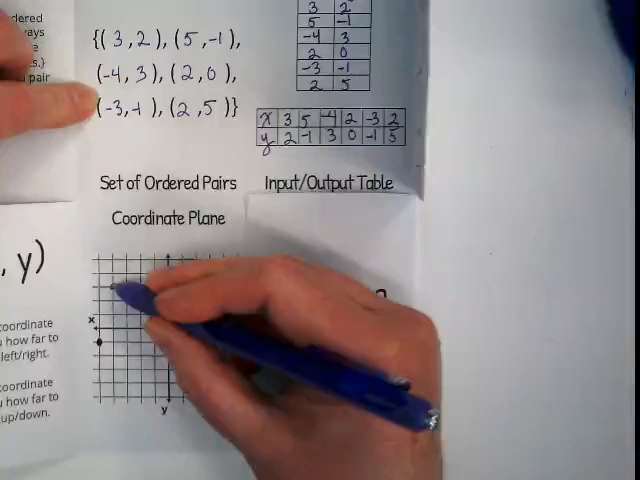 dered
ays
e
s.}
pair
{( 3 , 2 ), ( 5 , -1 ),
( -4 , 3 ), ( 2 , 0 ),
( -3 , -1 ), ( 2 , 5 )}
3 2
5 -1
-4 3
2 0
-3 -1
2 5
x 3 5 -4 2 -3 2
y 2 -1 3 0 -1 5
Set of Ordered Pairs
Input/Output Table
Coordinate Plane
, y)
coordinate
u how far to
left/right.
coordinate
u how far to
up/down.
x
y